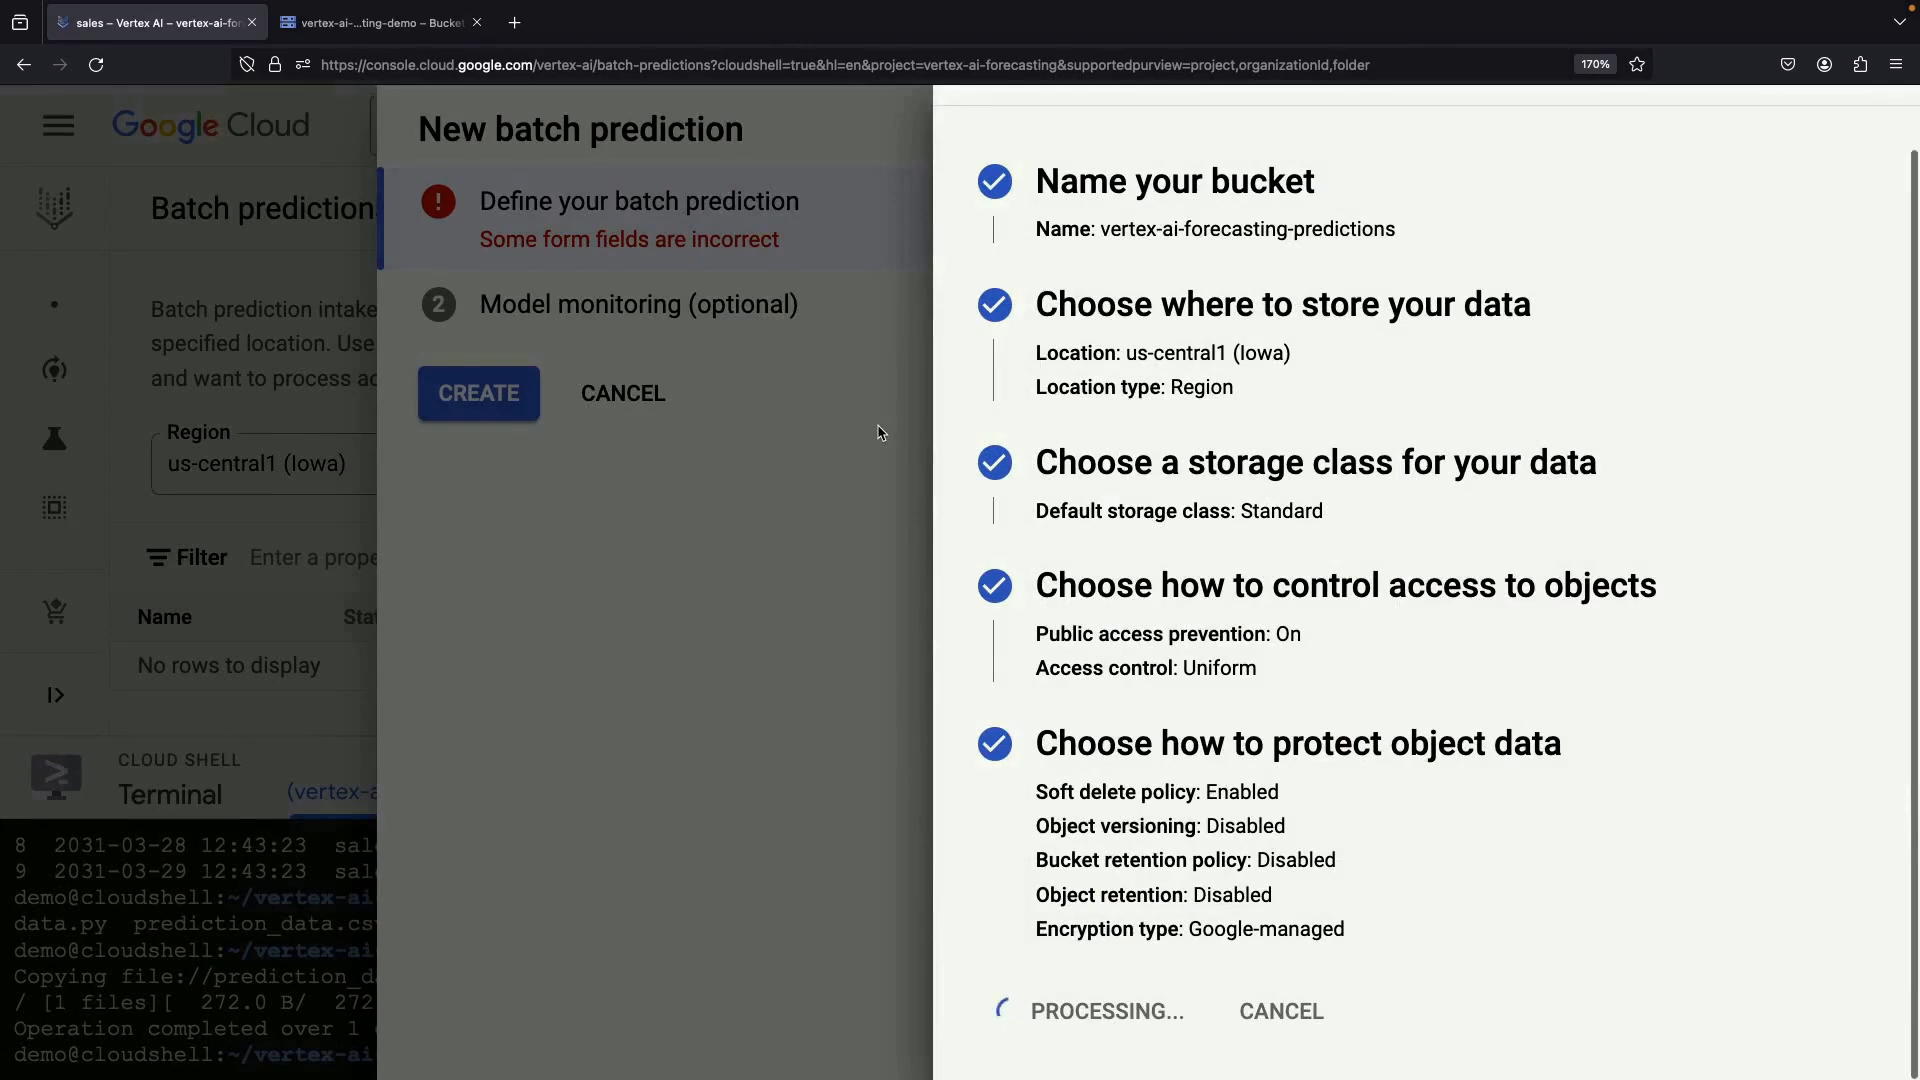 sales – Vertex AI – vertex-ai-for
vertex-ai-...ting-demo – Bucket
https://console.cloud.google.com/vertex-ai/batch-predictions?cloudshell=true&hl=en&project=vertex-ai-forecasting&supportedpurview=project,organizationId,folder
170%
Google Cloud
Batch predictions
Batch prediction intake
specified location. Use
and want to process
Region
us-central1 (Iowa)
Filter
Enter a prope
Name
Stat
No rows to display
CLOUD SHELL
Terminal
(vertex-a
8 2031-03-28 12:43:23 sal
9 2031-03-29 12:43:23 sal
demo@cloudshell:~/vertex-ai
data.py prediction_data.cs
demo@cloudshell:~/vertex-ai
Copying file://prediction_d
/ [1 files][ 272.0 B/ 272
Operation completed over 1
demo@cloudshell:~/vertex-ai
New batch prediction
!
Define your batch prediction
Some form fields are incorrect
2
Model monitoring (optional)
CREATE
CANCEL
Name your bucket
Name: vertex-ai-forecasting-predictions
Choose where to store your data
Location: us-central1 (Iowa)
Location type: Region
Choose a storage class for your data
Default storage class: Standard
Choose how to control access to objects
Public access prevention: On
Access control: Uniform
Choose how to protect object data
Soft delete policy: Enabled
Object versioning: Disabled
Bucket retention policy: Disabled
Object retention: Disabled
Encryption type: Google-managed
PROCESSING...
CANCEL